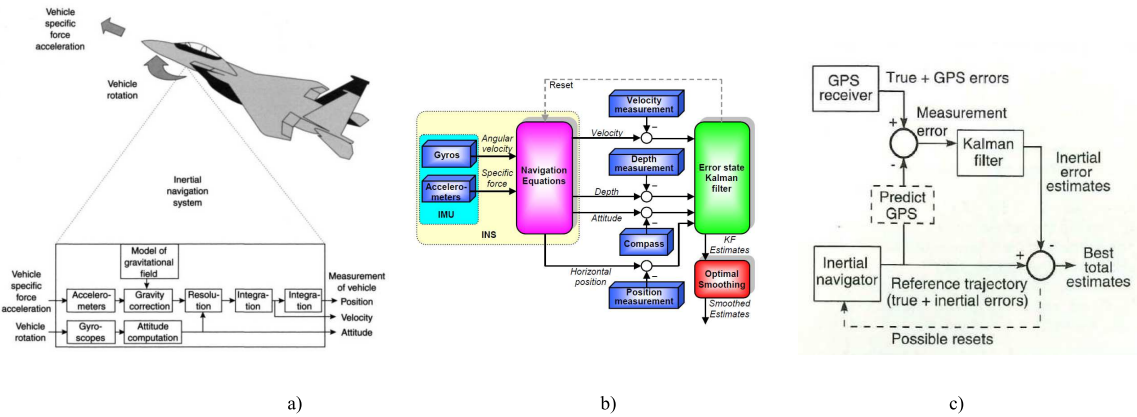 Vehicle
specific
force
acceleration
Vehicle
rotation
Inertial
navigation
system
Model of
gravitational
field
Vehicle
specific
force
acceleration
Accelero-
meters
Gravity
correction
Resolu-
tion
Integra-
tion
Integra-
tion
Measurement
of vehicle
Position
Velocity
Vehicle
rotation
Gyro-
scopes
Attitude
computation
Attitude
a)
Reset
Velocity
measurement
Angular
velocity
Velocity
Gyros
Navigation
Equations
Depth
measurement
Error state
Kalman
filter
Specific
force
Accelero-
meters
Depth
IMU
Attitude
INS
Compass
KF
Estimates
Horizontal
position
Optimal
Smoothing
Position
measurement
Smoothed
Estimates
b)
GPS
receiver
True + GPS errors
+
Measurement
error
-
Kalman
filter
Inertial
error
estimates
Predict
GPS
-
+
Inertial
navigator
Reference trajectory
(true + inertial errors)
Best
total
estimates
Possible resets
c)